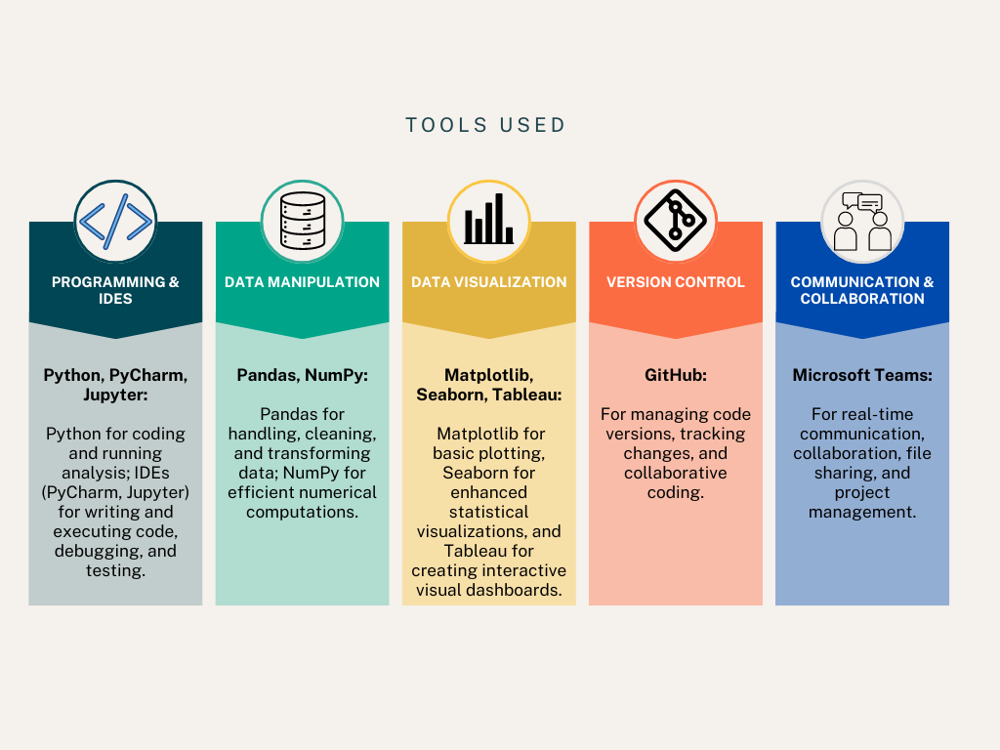 TOOLS USED
PROGRAMMING &
IDES
Python, PyCharm,
Jupyter:
Python for coding
and running
analysis; IDEs
(PyCharm, Jupyter)
for writing and
executing code,
debugging, and
testing.
DATA MANIPULATION
Pandas, NumPy:
Pandas for
handling, cleaning,
and transforming
data; NumPy for
efficient numerical
computations.
DATA VISUALIZATION
Matplotlib,
Seaborn, Tableau:
Matplotlib for
basic plotting,
Seaborn for
enhanced
statistical
visualizations, and
Tableau for
creating interactive
visual dashboards.
VERSION CONTROL
GitHub:
For managing code
versions, tracking
changes, and
collaborative
coding.
COMMUNICATION &
COLLABORATION
Microsoft Teams:
For real-time
communication,
collaboration, file
sharing, and
project
management.